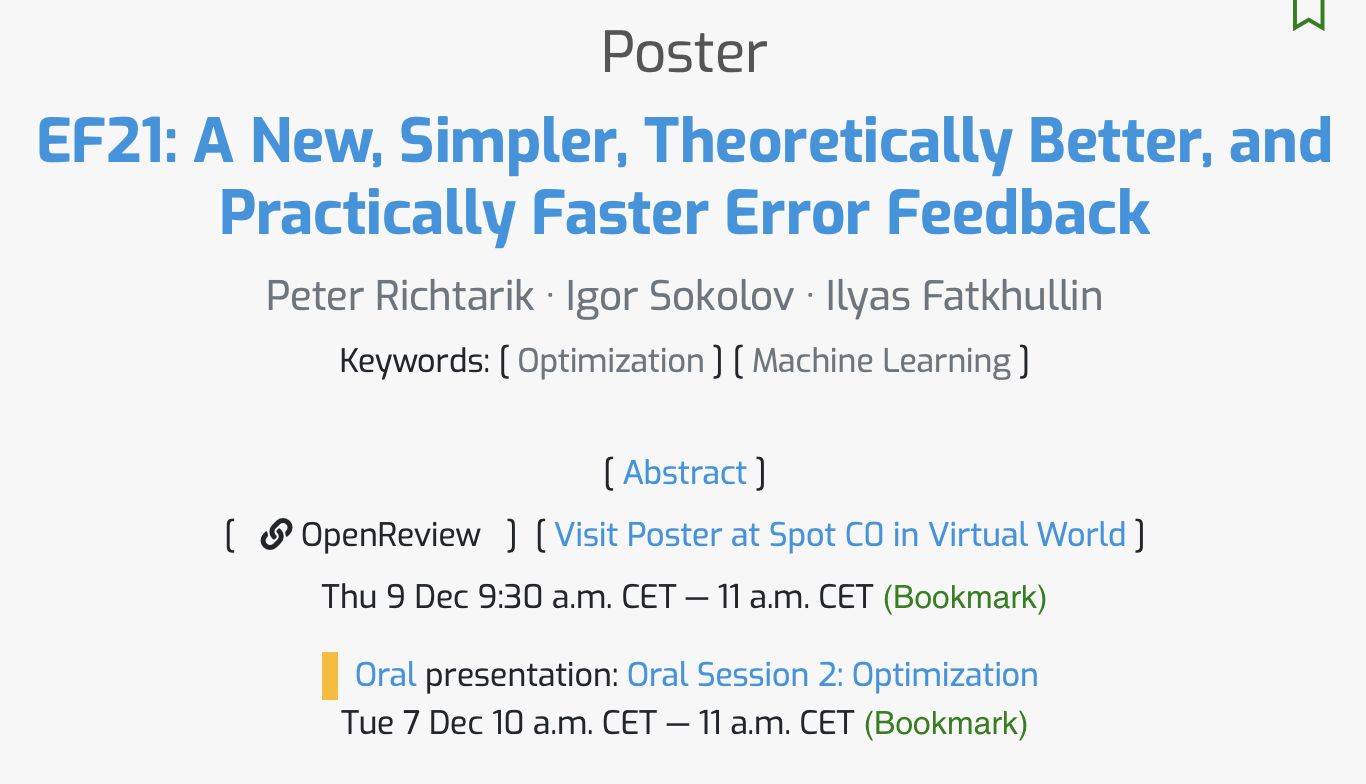 Poster
EF21: A New, Simpler, Theoretically Better, and
Practically Faster Error Feedback
Peter Richtarik · Igor Sokolov · Ilyas Fatkhullin
Keywords: [ Optimization ] [ Machine Learning ]
[ Abstract ]
[ OpenReview ] [ Visit Poster at Spot C0 in Virtual World ]
Thu 9 Dec 9:30 a.m. CET — 11 a.m. CET (Bookmark)
Oral presentation: Oral Session 2: Optimization
Tue 7 Dec 10 a.m. CET — 11 a.m. CET (Bookmark)